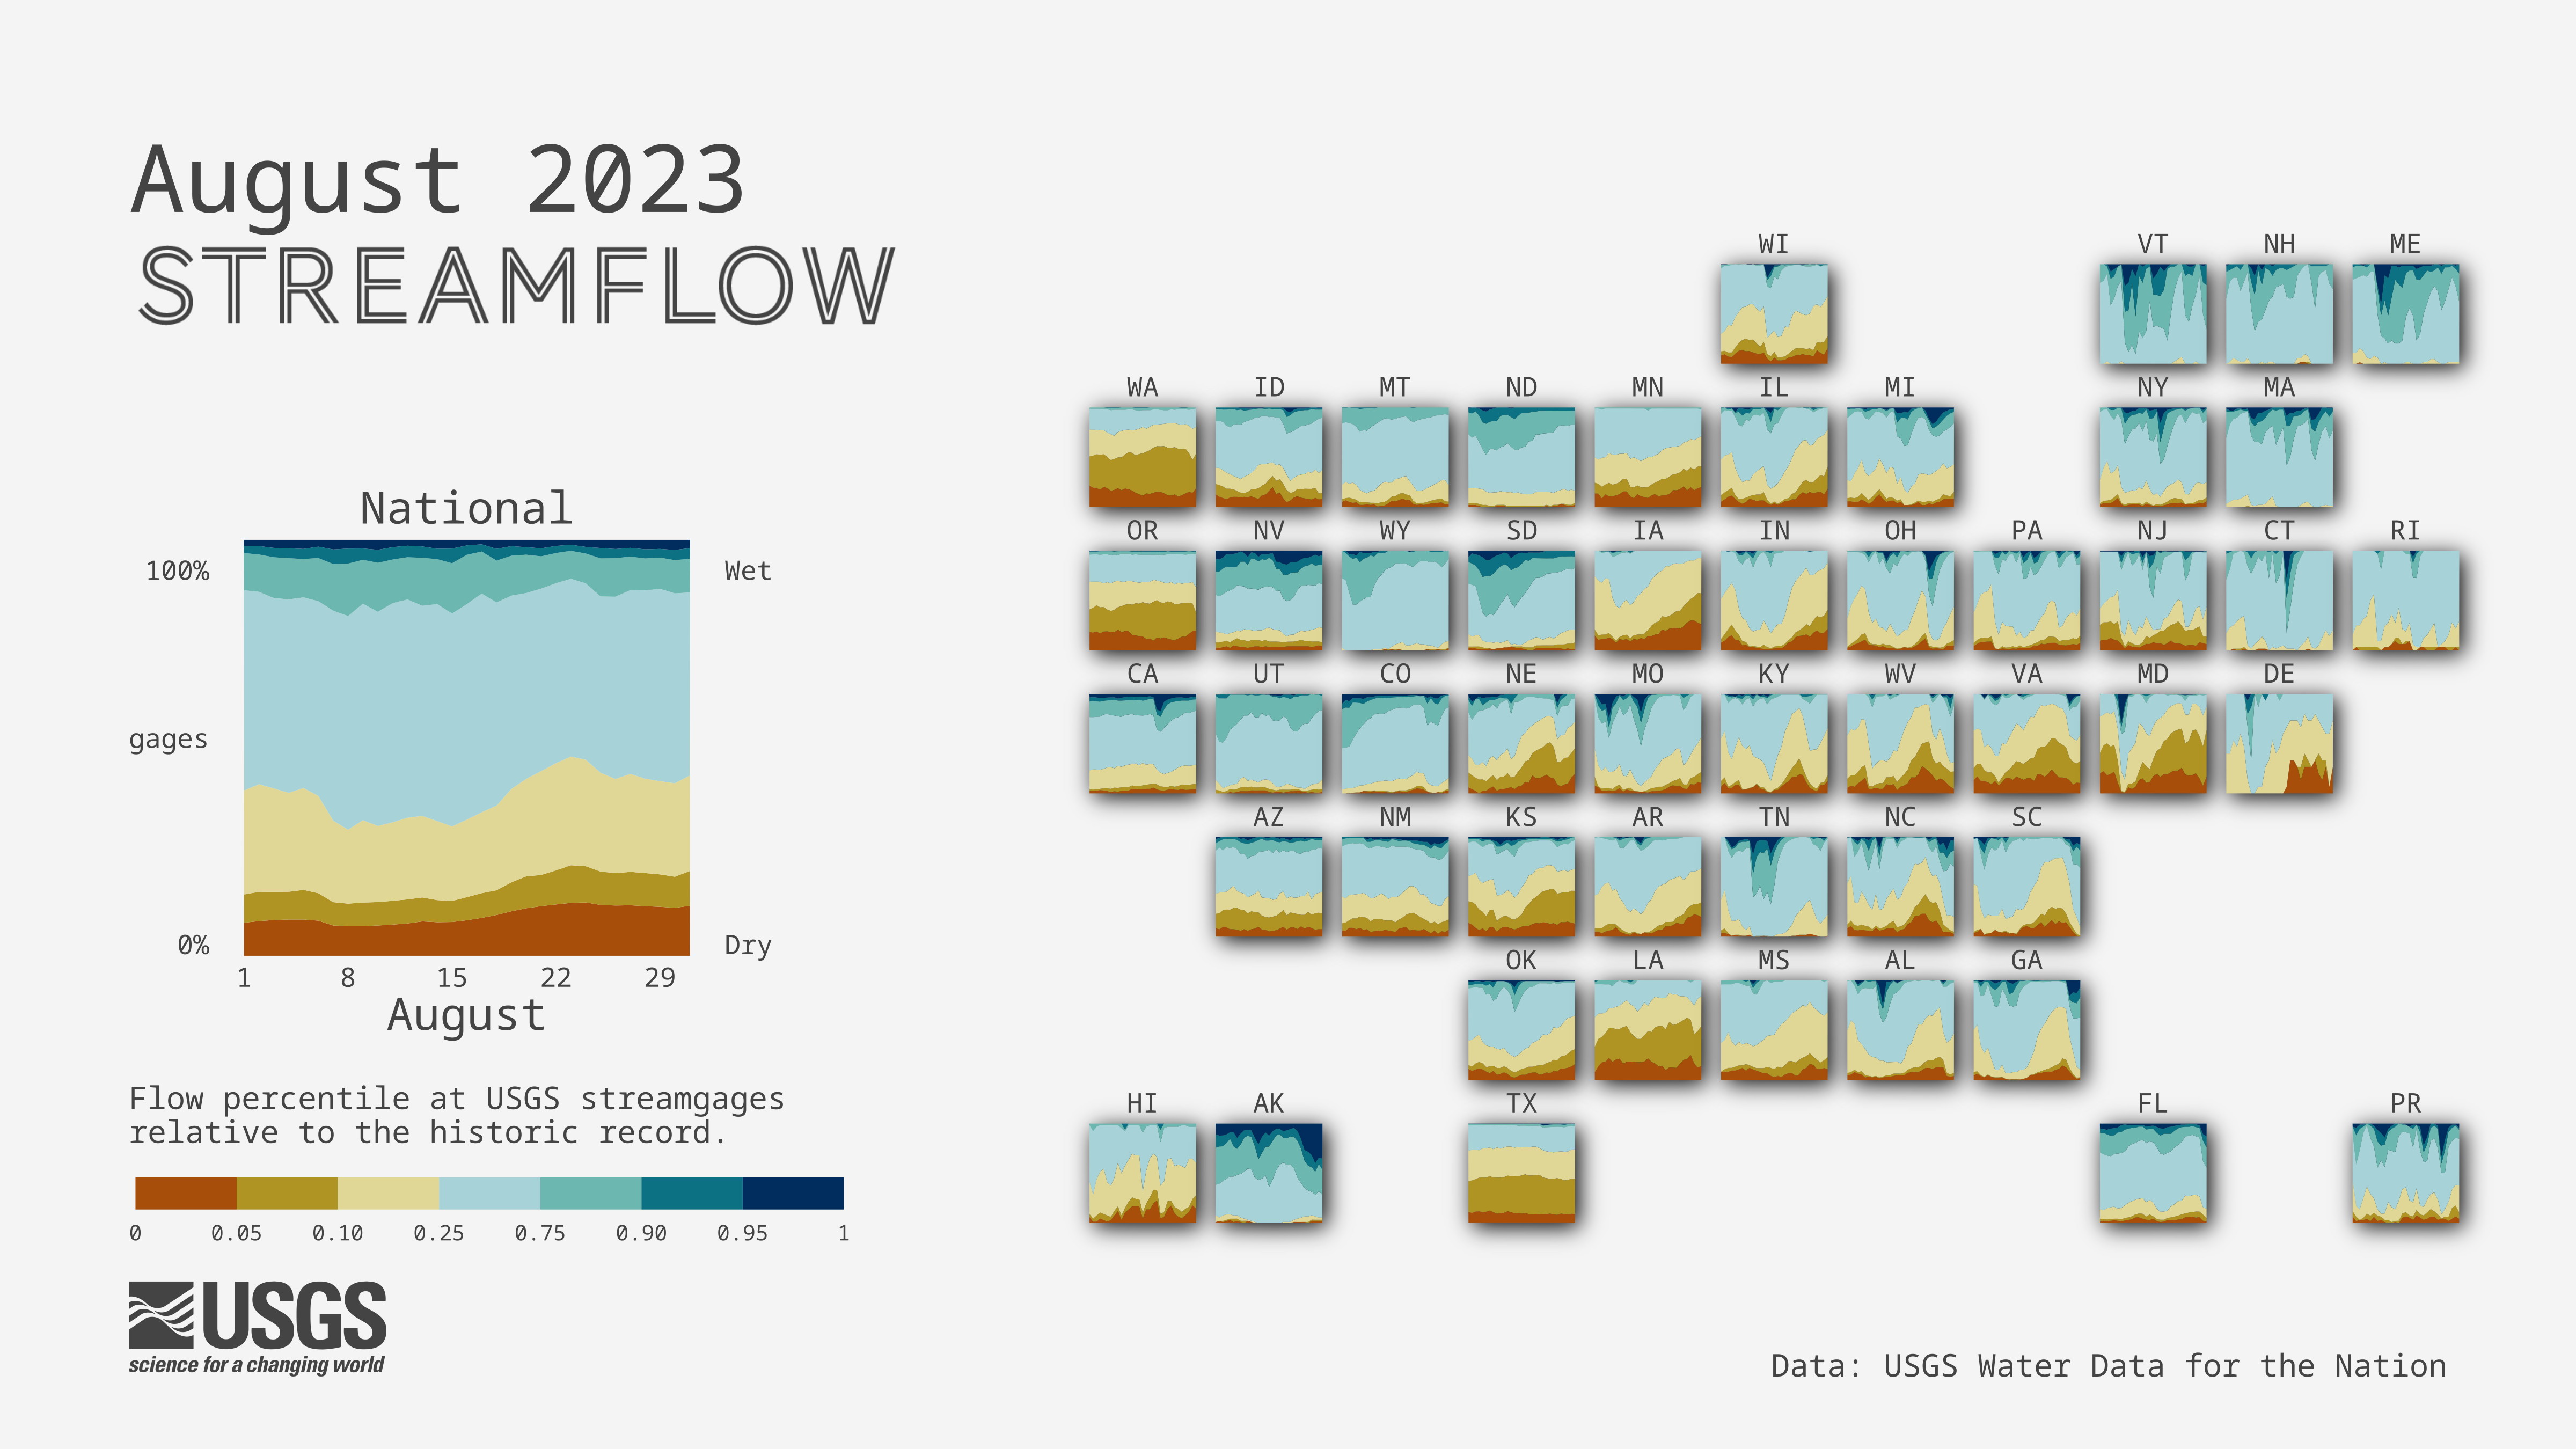 August 2023
STREAMFLOW
National
100%
Wet
gages
0%
Dry
1 8 15 22 29
August
Flow percentile at USGS streamgages
relative to the historic record.
0 0.05 0.10 0.25 0.75 0.90 0.95 1
USGS
science for a changing world
WI VT NH ME
WA ID MT ND MN IL MI NY MA
OR NV WY SD IA IN OH PA NJ CT RI
CA UT CO NE MO KY WV VA MD DE
AZ NM KS AR TN NC SC
OK LA MS AL GA
HI AK TX FL PR
Data: USGS Water Data for the Nation